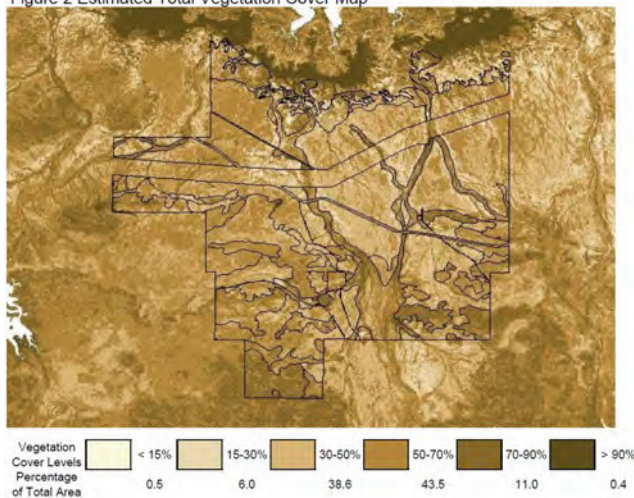 Figure 2 Estimated Total Vegetation Cover Map
Vegetation Cover Levels < 15% 15-30% 30-50% 50-70% 70-90% > 90%
Percentage of Total Area 0.5 6.0 38.6 43.5 11.0 0.4